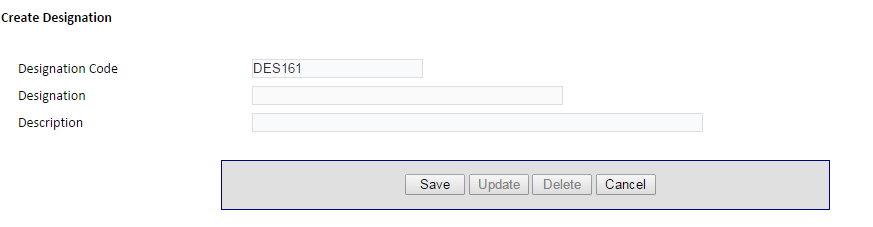 Create Designation
Designation Code DES161
Designation
Description
Save Update Delete Cancel